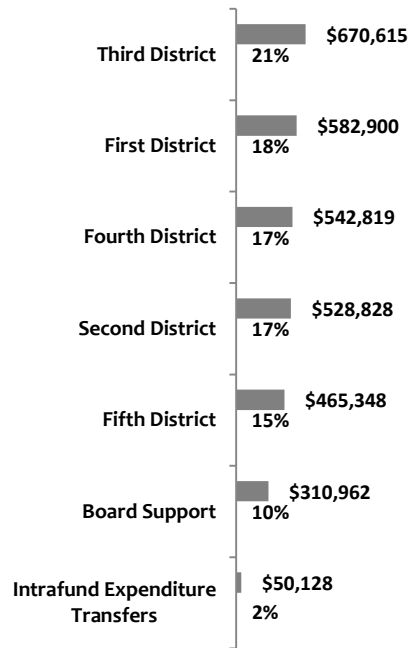 Third District
$670,615
21%
First District
$582,900
18%
Fourth District
$542,819
17%
Second District
$528,828
17%
Fifth District
$465,348
15%
Board Support
$310,962
10%
Intrafund Expenditure
Transfers
$50,128
2%